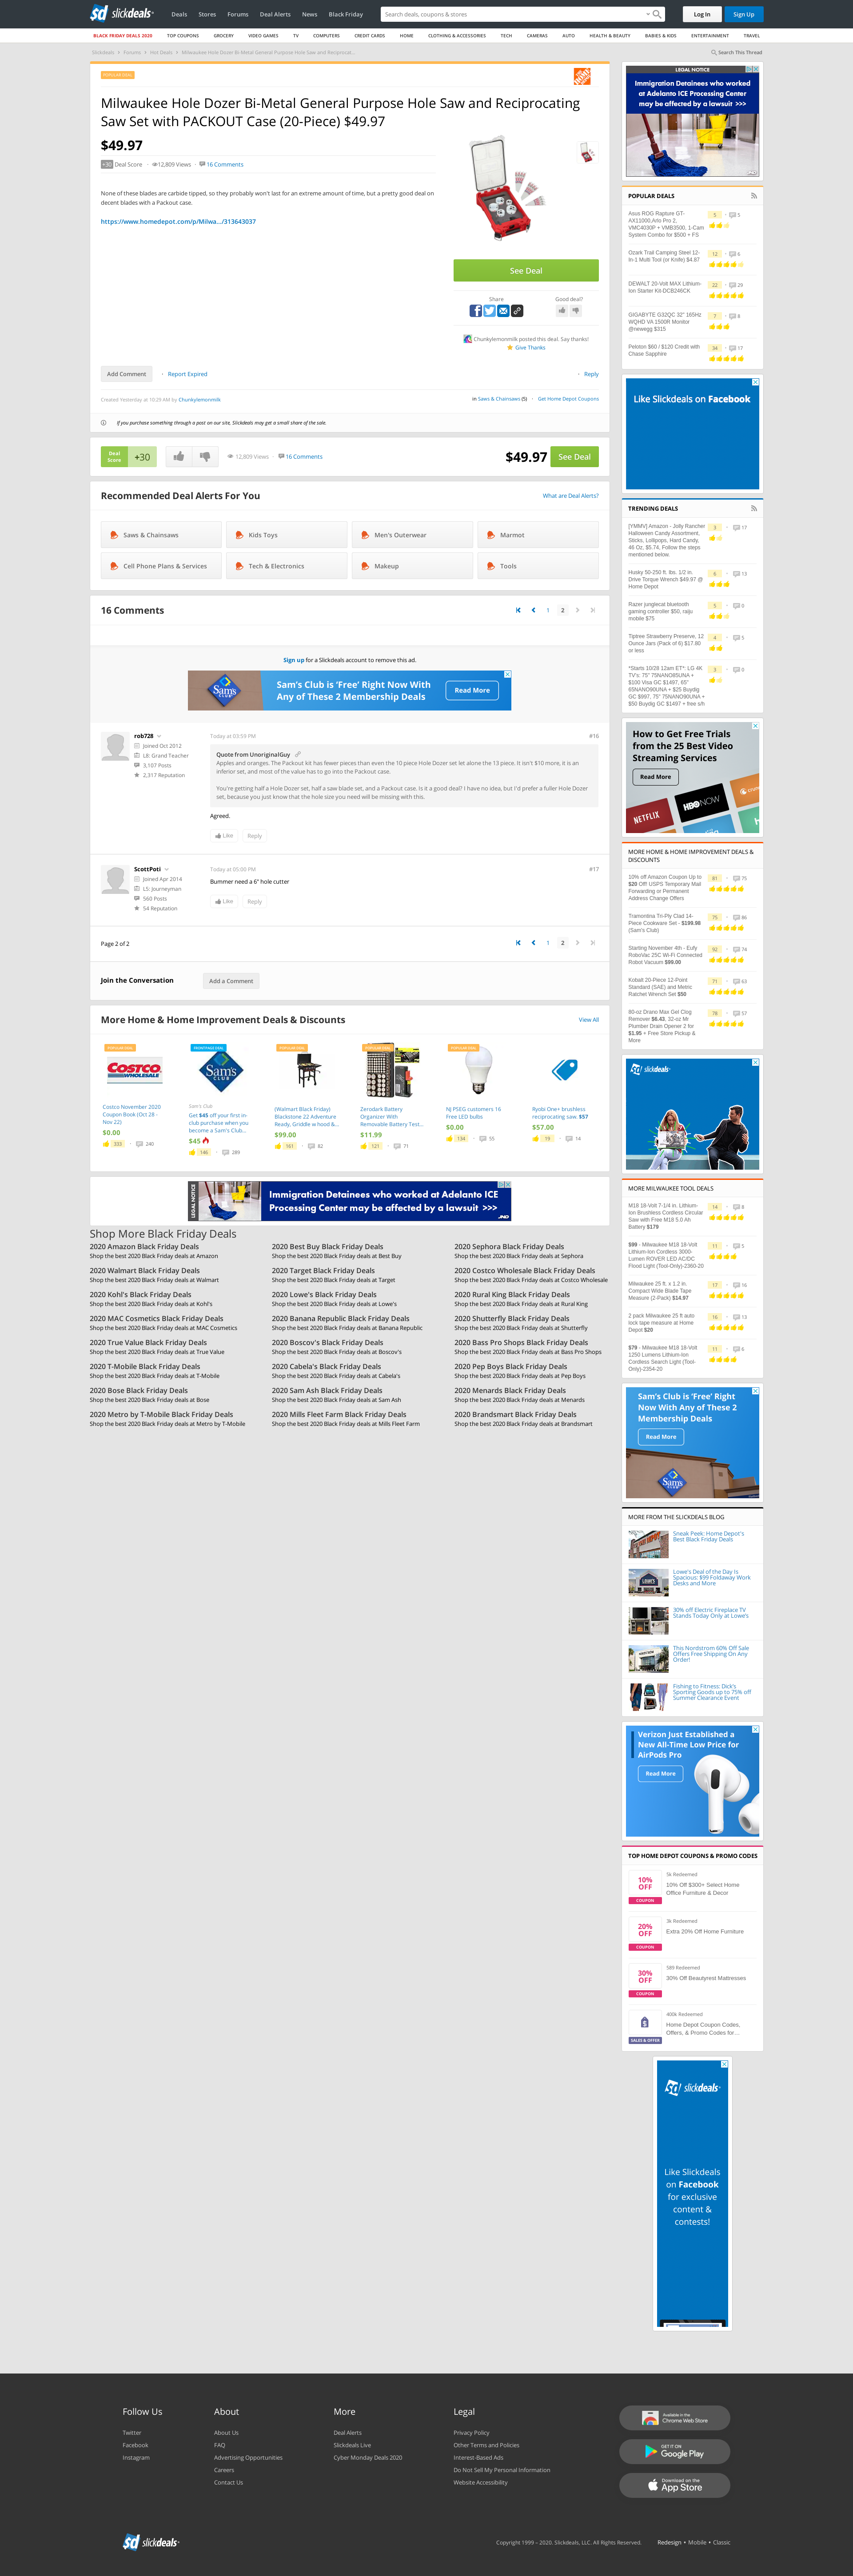 slickdeals
Deals
Stores
Forums
Deal Alerts
News
Black Friday
Search deals, coupons & stores
Log In
Sign Up
BLACK FRIDAY DEALS 2020
TOP COUPONS
GROCERY
VIDEO GAMES
TV
COMPUTERS
CREDIT CARDS
HOME
CLOTHING & ACCESSORIES
TECH
CAMERAS
AUTO
HEALTH & BEAUTY
BABIES & KIDS
ENTERTAINMENT
TRAVEL
Slickdeals > Forums > Hot Deals > Milwaukee Hole Dozer Bi-Metal General Purpose Hole Saw and Reciprocat...
Search This Thread
POPULAR DEAL
Milwaukee Hole Dozer Bi-Metal General Purpose Hole Saw and Reciprocating
Saw Set with PACKOUT Case (20-Piece) $49.97
$49.97
+30 Deal Score
12,809 Views
16 Comments
None of these blades are carbide tipped, so they probably won't last for an extreme amount of time, but a pretty good deal on
decent blades with a Packout case.
https://www.homedepot.com/p/Milwa.../313643037
See Deal
Share
Good deal?
Chunkylemonmilk posted this deal. Say thanks!
Give Thanks
Add Comment
Report Expired
Reply
Created Yesterday at 10:29 AM by Chunkylemonmilk
in Saws & Chainsaws (5)
Get Home Depot Coupons
If you purchase something through a post on our site, Slickdeals may get a small share of the sale.
Deal
Score
+30
12,809 Views
16 Comments
$49.97
See Deal
Recommended Deal Alerts For You
What are Deal Alerts?
Saws & Chainsaws
Kids Toys
Men's Outerwear
Marmot
Cell Phone Plans & Services
Tech & Electronics
Makeup
Tools
16 Comments
1
2
Sign up for a Slickdeals account to remove this ad.
Sam's Club is 'Free' Right Now With
Any of These 2 Membership Deals
Read More
rob728
Joined Oct 2012
L8: Grand Teacher
3,107 Posts
2,317 Reputation
Today at 03:59 PM
#16
Quote from UnoriginalGuy
Apples and oranges. The Packout kit has fewer pieces than even the 10 piece Hole Dozer set let alone the 13 piece. It isn't $10 more, it is an
inferior set, and most of the value has to go into the Packout case.
You're getting half a Hole Dozer set, half a saw blade set, and a Packout case. Is it a good deal? I have no idea, but I'd prefer a fuller Hole Dozer
set, because you just know that the hole size you need will be missing with this.
Agreed.
Like
Reply
ScottPotI
Joined Apr 2014
L5: Journeyman
560 Posts
54 Reputation
Today at 05:00 PM
#17
Bummer need a 6" hole cutter
Like
Reply
Page 2 of 2
1
2
Join the Conversation
Add a Comment
More Home & Home Improvement Deals & Discounts
View All
POPULAR DEAL
COSTCO WHOLESALE
Costco November 2020
Coupon Book (Oct 28 -
Nov 22)
$0.00
333
240
FRONTPAGE DEAL
Sam's CLUB
Sam's Club
Get $45 off your first in-
club purchase when you
become a Sam's Club...
$45
146
289
POPULAR DEAL
(Walmart Black Friday)
Blackstone 22 Adventure
Ready, Griddle w hood &...
$99.00
161
82
POPULAR DEAL
Zerodark Battery
Organizer With
Removable Battery Test...
$11.99
121
71
POPULAR DEAL
NJ PSEG customers 16
Free LED bulbs
$0.00
134
55
Ryobi One+ brushless
reciprocating saw. $57
$57.00
19
14
LEGAL NOTICE
Immigration Detainees who worked at Adelanto ICE
Processing Center may be affected by a lawsuit >>>
JND
Shop More Black Friday Deals
2020 Amazon Black Friday Deals
Shop the best 2020 Black Friday deals at Amazon
2020 Best Buy Black Friday Deals
Shop the best 2020 Black Friday deals at Best Buy
2020 Sephora Black Friday Deals
Shop the best 2020 Black Friday deals at Sephora
2020 Walmart Black Friday Deals
Shop the best 2020 Black Friday deals at Walmart
2020 Target Black Friday Deals
Shop the best 2020 Black Friday deals at Target
2020 Costco Wholesale Black Friday Deals
Shop the best 2020 Black Friday deals at Costco Wholesale
2020 Kohl's Black Friday Deals
Shop the best 2020 Black Friday deals at Kohl's
2020 Lowe's Black Friday Deals
Shop the best 2020 Black Friday deals at Lowe's
2020 Rural King Black Friday Deals
Shop the best 2020 Black Friday deals at Rural King
2020 MAC Cosmetics Black Friday Deals
Shop the best 2020 Black Friday deals at MAC Cosmetics
2020 Banana Republic Black Friday Deals
Shop the best 2020 Black Friday deals at Banana Republic
2020 Shutterfly Black Friday Deals
Shop the best 2020 Black Friday deals at Shutterfly
2020 True Value Black Friday Deals
Shop the best 2020 Black Friday deals at True Value
2020 Boscov's Black Friday Deals
Shop the best 2020 Black Friday deals at Boscov's
2020 Bass Pro Shops Black Friday Deals
Shop the best 2020 Black Friday deals at Bass Pro Shops
2020 T-Mobile Black Friday Deals
Shop the best 2020 Black Friday deals at T-Mobile
2020 Cabela's Black Friday Deals
Shop the best 2020 Black Friday deals at Cabela's
2020 Pep Boys Black Friday Deals
Shop the best 2020 Black Friday deals at Pep Boys
2020 Bose Black Friday Deals
Shop the best 2020 Black Friday deals at Bose
2020 Sam Ash Black Friday Deals
Shop the best 2020 Black Friday deals at Sam Ash
2020 Menards Black Friday Deals
Shop the best 2020 Black Friday deals at Menards
2020 Metro by T-Mobile Black Friday Deals
Shop the best 2020 Black Friday deals at Metro by T-Mobile
2020 Mills Fleet Farm Black Friday Deals
Shop the best 2020 Black Friday deals at Mills Fleet Farm
2020 Brandsmart Black Friday Deals
Shop the best 2020 Black Friday deals at Brandsmart
LEGAL NOTICE
Immigration Detainees who worked
at Adelanto ICE Processing Center
may be affected by a lawsuit >>>
JND
POPULAR DEALS
Asus ROG Rapture GT-
AX11000,Arlo Pro 2,
VMC4030P + VMB3500, 1-Cam
System Combo for $500 + FS
5
5
Ozark Trail Camping Steel 12-
In-1 Multi Tool (or Knife) $4.87
12
6
DEWALT 20-Volt MAX Lithium-
Ion Starter Kit-DCB246CK
22
29
GIGABYTE G32QC 32" 165Hz
WQHD VA 1500R Monitor
@newegg $315
7
8
Peloton $60 / $120 Credit with
Chase Sapphire
34
17
Like Slickdeals on Facebook
TRENDING DEALS
[YMMV] Amazon - Jolly Rancher
Halloween Candy Assortment,
Sticks, Lollipops, Hard Candy,
46 Oz, $5.74, Follow the steps
mentioned below.
3
17
Husky 50-250 ft. lbs. 1/2 in.
Drive Torque Wrench $49.97 @
Home Depot
6
13
Razer junglecat bluetooth
gaming controller $50, raiju
mobile $75
5
0
Tiptree Strawberry Preserve, 12
Ounce Jars (Pack of 6) $17.80
or less
4
5
*Starts 10/28 12am ET*: LG 4K
TV's: 75" 75NANO85UNA +
$100 Visa GC $1497, 65"
65NANO90UNA + $25 Buydig
GC $997, 75" 75NANO90UNA +
$50 Buydig GC $1497 + free s/h
3
0
How to Get Free Trials
from the 25 Best Video
Streaming Services
Read More
NETFLIX
HBO NOW
MORE HOME & HOME IMPROVEMENT DEALS &
DISCOUNTS
10% off Amazon Coupon Up to
$20 Off! USPS Temporary Mail
Forwarding or Permanent
Address Change Offers
81
75
Tramontina Tri-Ply Clad 14-
Piece Cookware Set - $199.98
(Sam's Club)
75
86
Starting November 4th - Eufy
RoboVac 25C Wi-Fi Connected
Robot Vacuum $99.00
92
74
Kobalt 20-Piece 12-Point
Standard (SAE) and Metric
Ratchet Wrench Set $50
71
63
80-oz Drano Max Gel Clog
Remover $6.43, 32-oz Mr
Plumber Drain Opener 2 for
$1.95 + Free Store Pickup &
More
78
57
slickdeals
MORE MILWAUKEE TOOL DEALS
M18 18-Volt 7-1/4 in. Lithium-
Ion Brushless Cordless Circular
Saw with Free M18 5.0 Ah
Battery $179
14
8
$99 - Milwaukee M18 18-Volt
Lithium-Ion Cordless 3000-
Lumen ROVER LED AC/DC
Flood Light (Tool-Only)-2360-20
11
5
Milwaukee 25 ft. x 1.2 in.
Compact Wide Blade Tape
Measure (2-Pack) $14.97
17
16
2 pack Milwaukee 25 ft auto
lock tape measure at Home
Depot $20
16
13
$79 - Milwaukee M18 18-Volt
1250 Lumens Lithium-Ion
Cordless Search Light (Tool-
Only)-2354-20
11
6
Sam's Club is 'Free' Right
Now With Any of These 2
Membership Deals
Read More
MORE FROM THE SLICKDEALS BLOG
Sneak Peek: Home Depot's
Best Black Friday Deals
Lowe's Deal of the Day Is
Spacious: $99 Foldaway Work
Desks and More
30% off Electric Fireplace TV
Stands Today Only at Lowe's
This Nordstrom 60% Off Sale
Offers Free Shipping On Any
Order!
Fishing to Fitness: Dick's
Sporting Goods up to 75% off
Summer Clearance Event
Verizon Just Established a
New All-Time Low Price for
AirPods Pro
Read More
TOP HOME DEPOT COUPONS & PROMO CODES
10%
OFF
COUPON
5k Redeemed
10% Off $300+ Select Home
Office Furniture & Decor
20%
OFF
COUPON
3k Redeemed
Extra 20% Off Home Furniture
30%
OFF
COUPON
589 Redeemed
30% Off Beautyrest Mattresses
SALES & OFFER
400k Redeemed
Home Depot Coupon Codes,
Offers, & Promo Codes for...
slickdeals
Like Slickdeals
on Facebook
for exclusive
content &
contests!
Follow Us
Twitter
Facebook
Instagram
About
About Us
FAQ
Advertising Opportunities
Careers
Contact Us
More
Deal Alerts
Slickdeals Live
Cyber Monday Deals 2020
Legal
Privacy Policy
Other Terms and Policies
Interest-Based Ads
Do Not Sell My Personal Information
Website Accessibility
Available in the
Chrome Web Store
GET IT ON
Google Play
Download on the
App Store
slickdeals
Copyright 1999 – 2020. Slickdeals, LLC. All Rights Reserved.
Redesign • Mobile • Classic